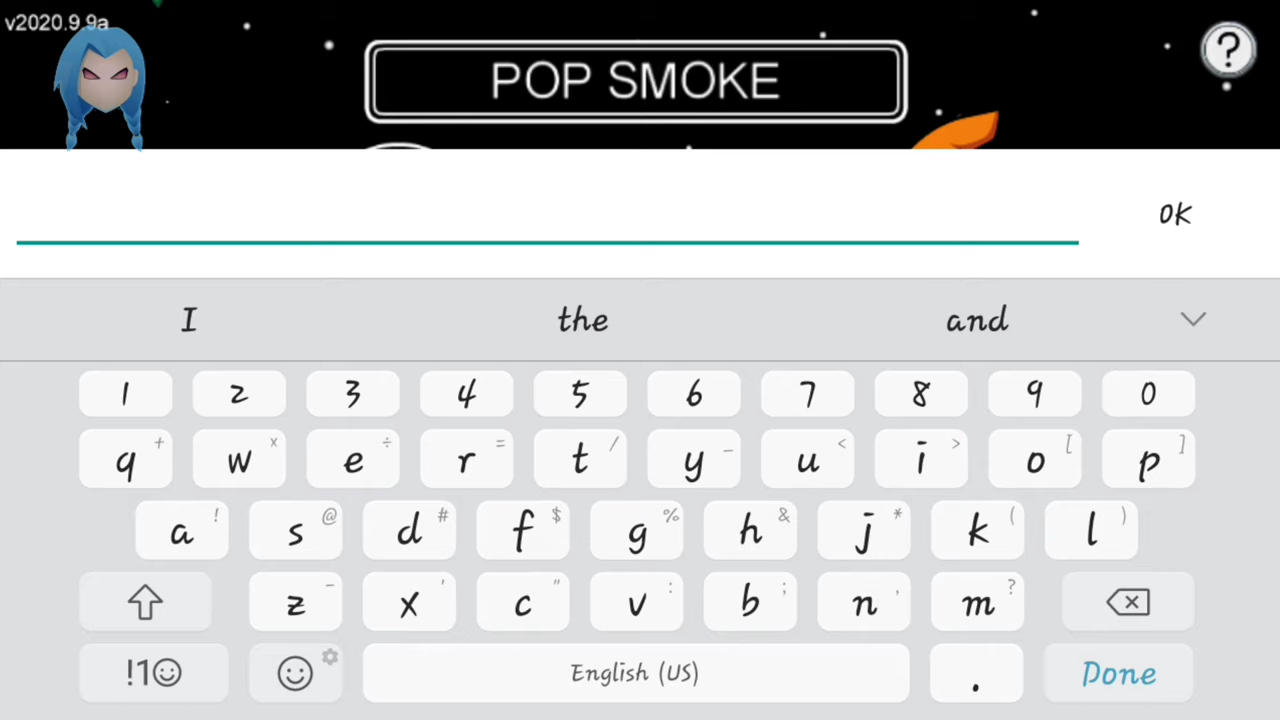 v2020.9.9a
POP SMOKE
?
OK
I the and
1 2 3 4 5 6 7 8 9 0
q + w × e ÷ r = t / y _ u < i > o [ p ]
a ! s @ d # f $ g % h & j * k ( l )
z - x ' c " v : b ; n , m ?
!1☺ English (US) . Done